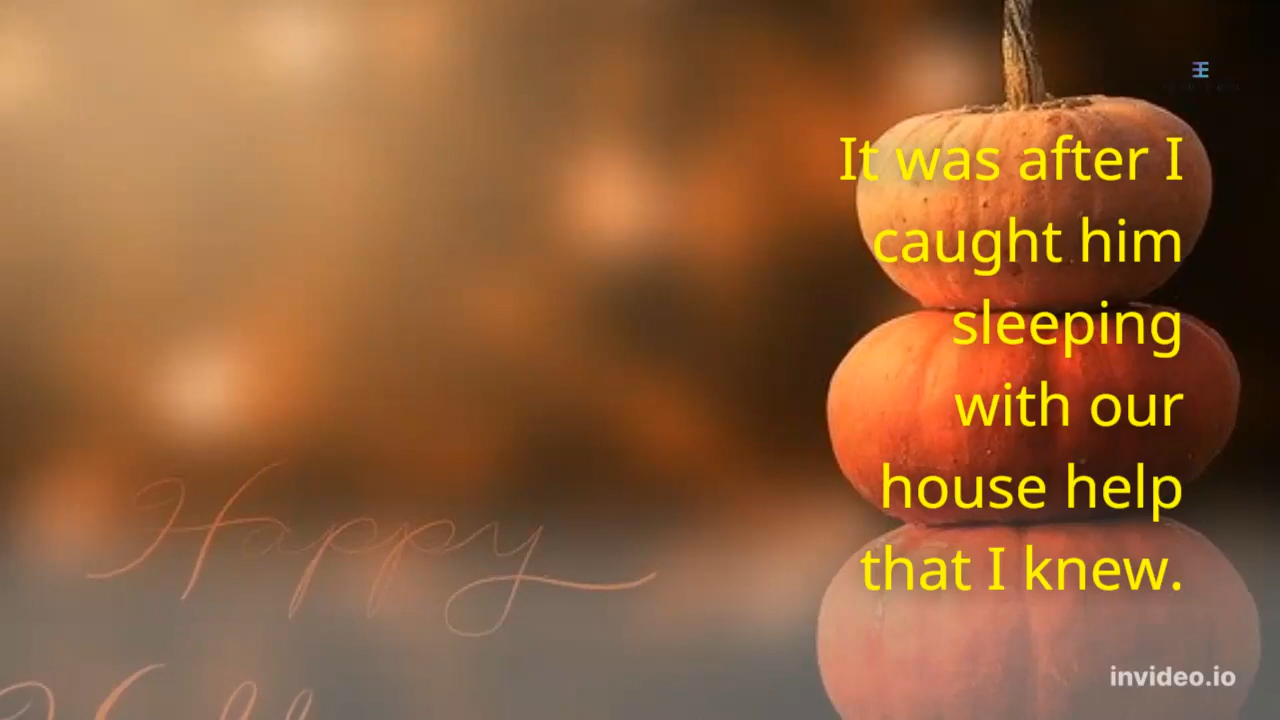 It was after I
caught him
sleeping
with our
house help
that I knew.
Happy
invideo.io